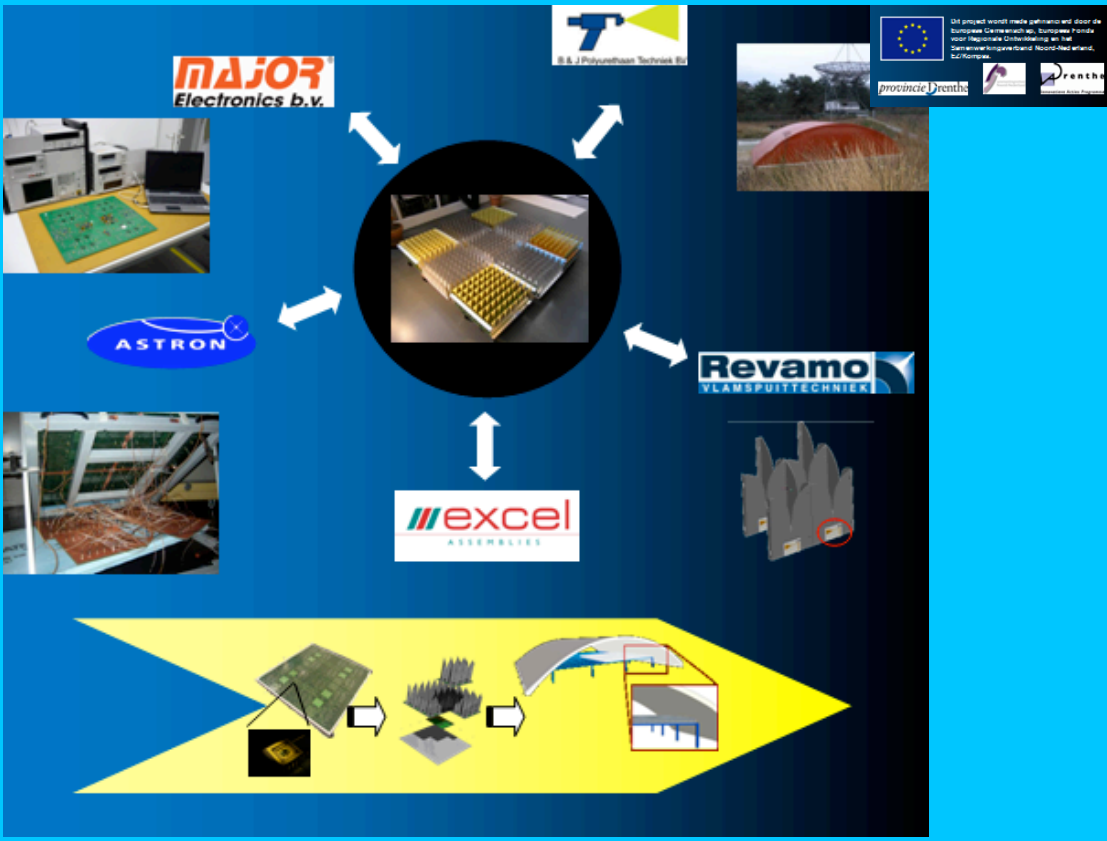 MAJOR®
Electronics b.v.
B & J Polyurethaan Techniek BV
Dit project wordt mede gefinancierd door de
Europese Gemeenschap, Europees Fonds
voor Regionale Ontwikkeling en het
Samenwerkingsverband Noord-Nederland,
EZ/Kompas.
provincie Drenthe
Drenthe
ASTRON
Revamo
VLAMSPUITTECHNIEK
excel
ASSEMBLIES